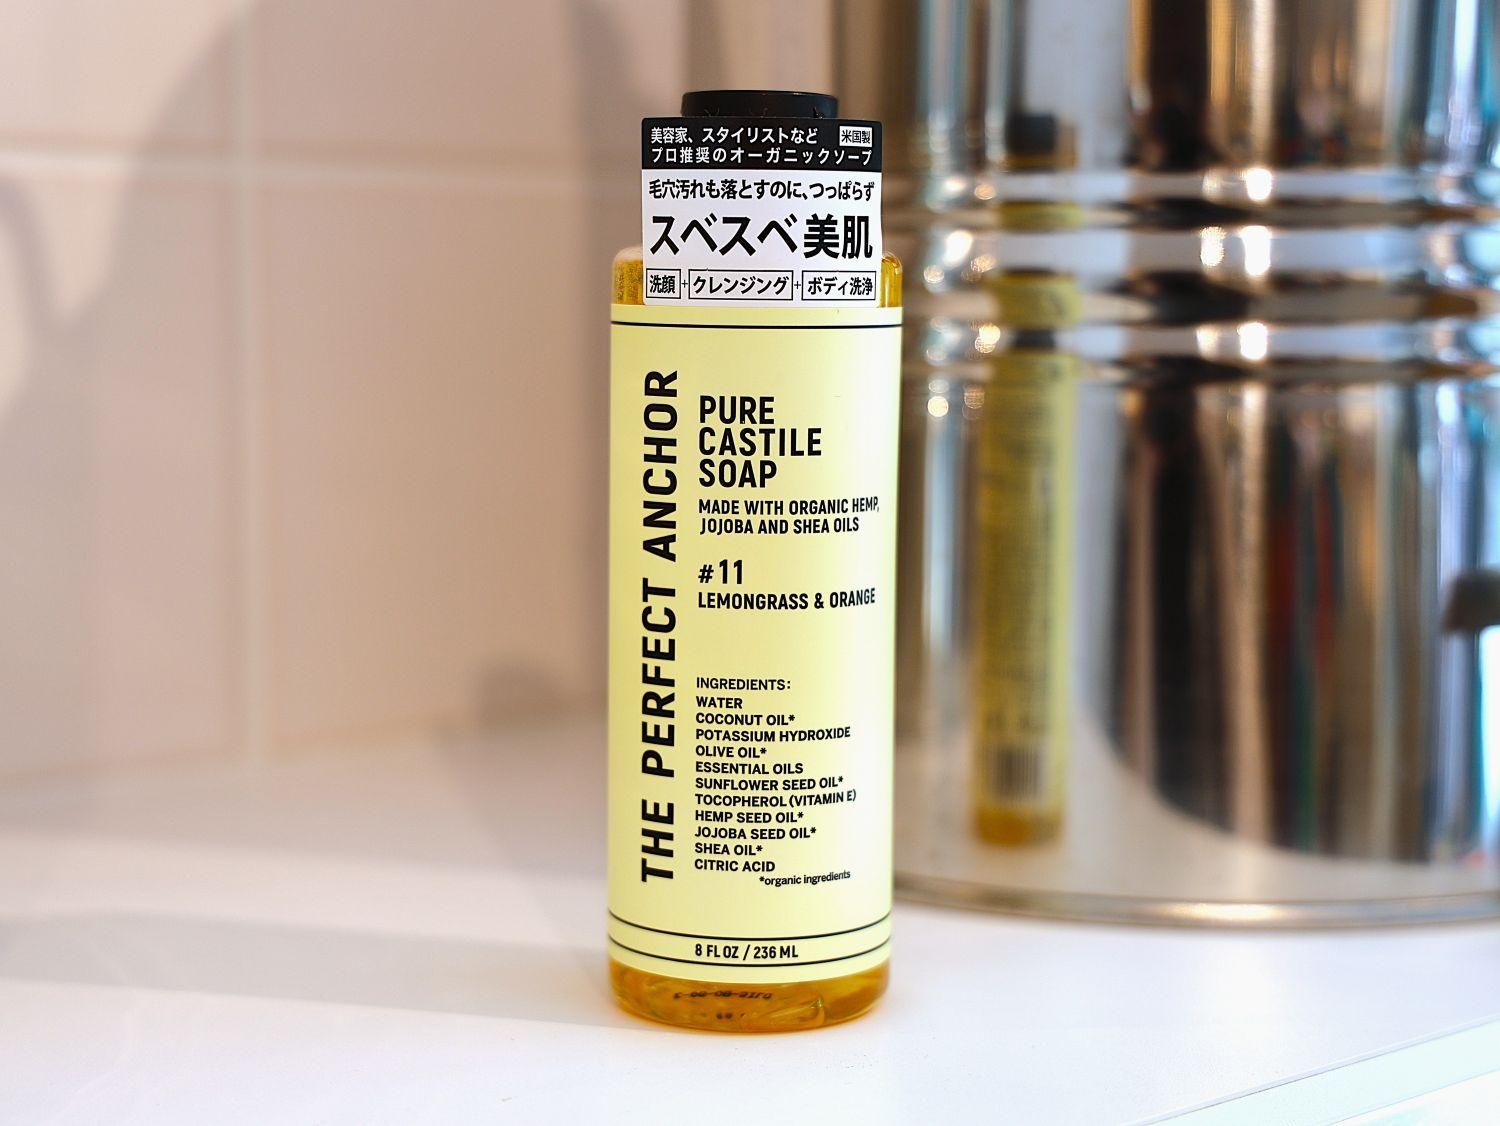 美容家、スタイリストなど 米国製
プロ推奨のオーガニックソープ
毛穴汚れも落とすのに、つっぱらず
スベスベ美肌
洗顔+クレンジング+ボディ洗浄
THE PERFECT ANCHOR
PURE
CASTILE
SOAP
MADE WITH ORGANIC HEMP,
JOJOBA AND SHEA OILS
#11
LEMONGRASS & ORANGE
INGREDIENTS:
WATER
COCONUT OIL*
POTASSIUM HYDROXIDE
OLIVE OIL*
ESSENTIAL OILS
SUNFLOWER SEED OIL*
TOCOPHEROL (VITAMIN E)
HEMP SEED OIL*
JOJOBA SEED OIL*
SHEA OIL*
CITRIC ACID
*organic ingredients
8 FL OZ / 236 ML